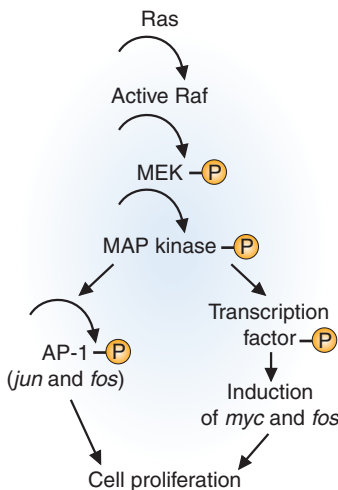 Ras
Active Raf
MEK P
MAP kinase P
Transcription
factor P
AP-1 P
(jun and fos)
Induction
of myc and fos
Cell proliferation